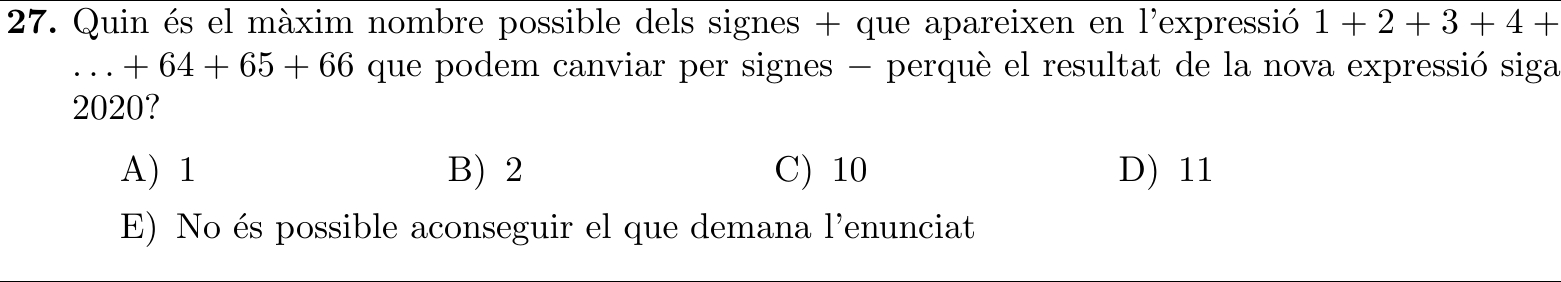 27. Quin és el màxim nombre possible dels signes + que apareixen en l'expressió 1 + 2 + 3 + 4 +
... + 64 + 65 + 66 que podem canviar per signes − perquè el resultat de la nova expressió siga
2020?
A) 1 B) 2 C) 10 D) 11
E) No és possible aconseguir el que demana l'enunciat